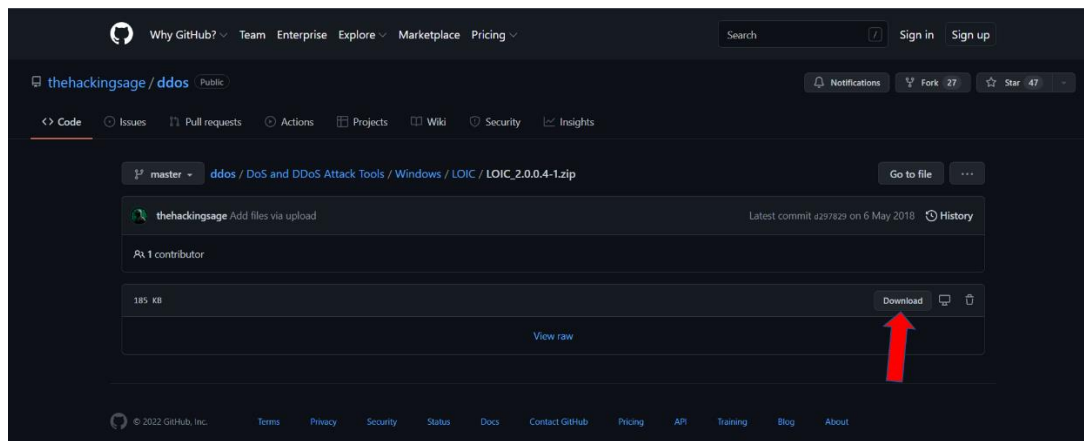 Why GitHub? Team Enterprise Explore Marketplace Pricing Search / Sign in Sign up
thehackingsage / ddos Public Notifications Fork 27 Star 47
<> Code Issues Pull requests Actions Projects Wiki Security Insights
master ddos / DoS and DDoS Attack Tools / Windows / LOIC / LOIC_2.0.0.4-1.zip Go to file ...
thehackingsage Add files via upload Latest commit d297829 on 6 May 2018 History
1 contributor
185 KB Download
View raw
© 2022 GitHub, Inc. Terms Privacy Security Status Docs Contact GitHub Pricing API Training Blog About